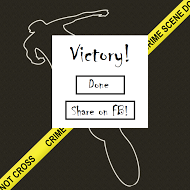 CRIME SCENE DO
Victory!
Done
Share on FB!
NOT CROSS
CRIME